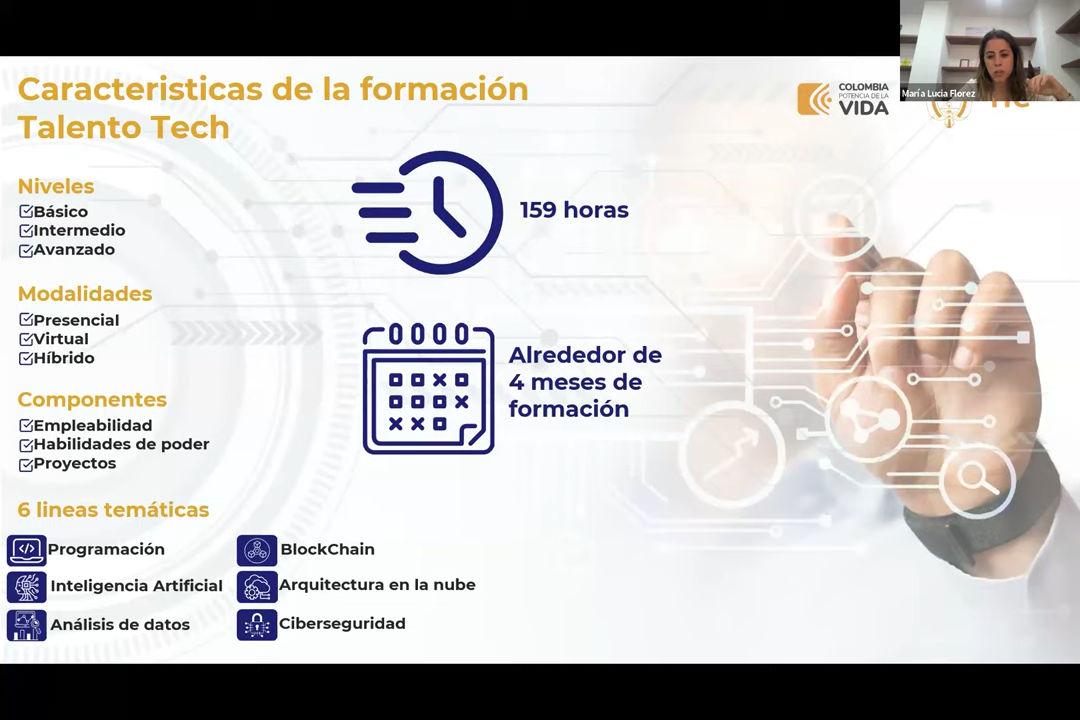 Caracteristicas de la formación
Talento Tech
COLOMBIA
POTENCIA DE LA
VIDA
María Lucia Florez
Niveles
Básico
Intermedio
Avanzado
159 horas
Modalidades
Presencial
Virtual
Híbrido
Alrededor de
4 meses de
formación
Componentes
Empleabilidad
Habilidades de poder
Proyectos
6 lineas temáticas
Programación
BlockChain
Inteligencia Artificial
Arquitectura en la nube
Análisis de datos
Ciberseguridad